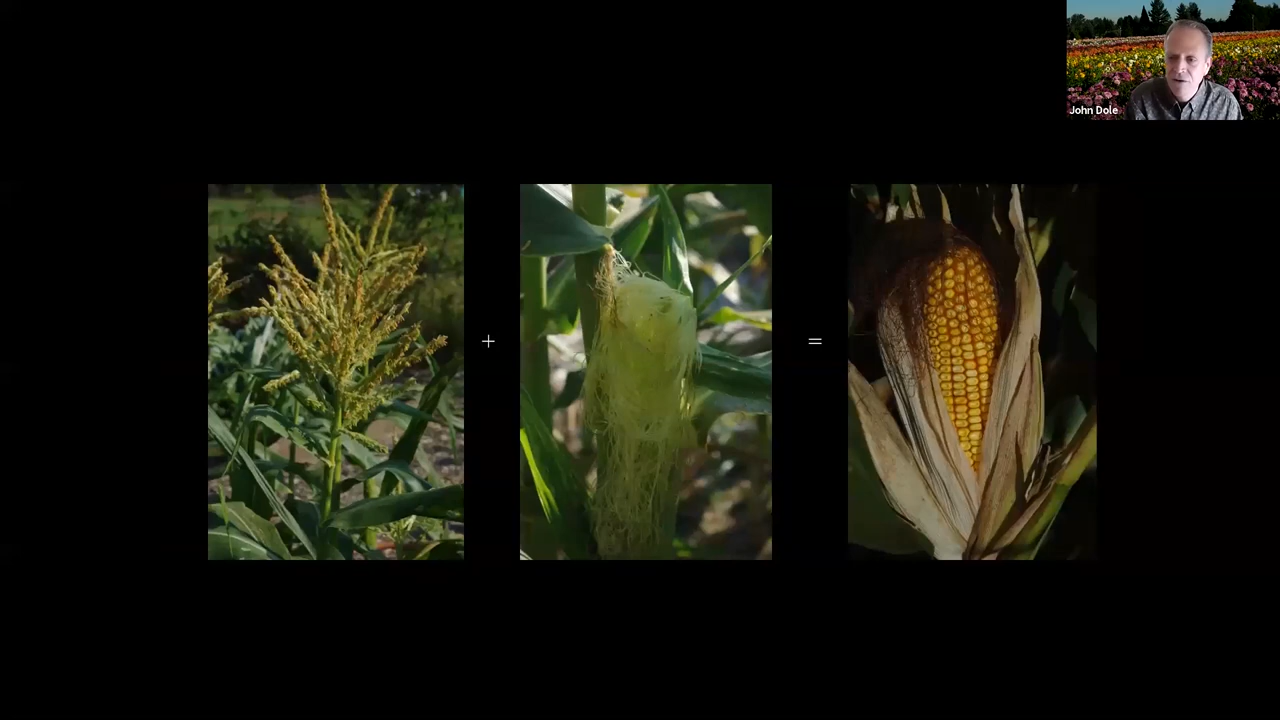 John Dole
+
=